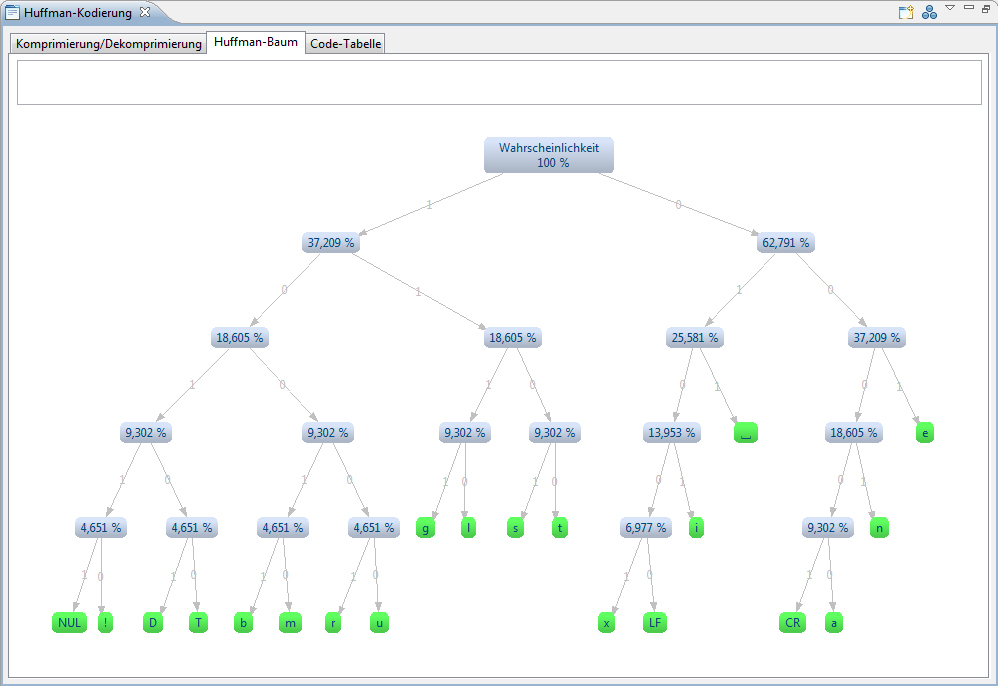 Huffman-Kodierung
Komprimierung/Dekomprimierung Huffman-Baum Code-Tabelle
Wahrscheinlichkeit
100 %
1 0
37,209 % 62,791 %
0 1 1 0
18,605 % 18,605 % 25,581 % 37,209 %
1 0 1 0 0 1 0 1
9,302 % 9,302 % 9,302 % 9,302 % 13,953 % ⎵ 18,605 % e
1 0 1 0 1 0 1 0 0 1 0 1
4,651 % 4,651 % 4,651 % 4,651 % g l s t 6,977 % i 9,302 % n
1 0 1 0 1 0 1 0 1 0 1 0
NUL ! D T b m r u x LF CR a